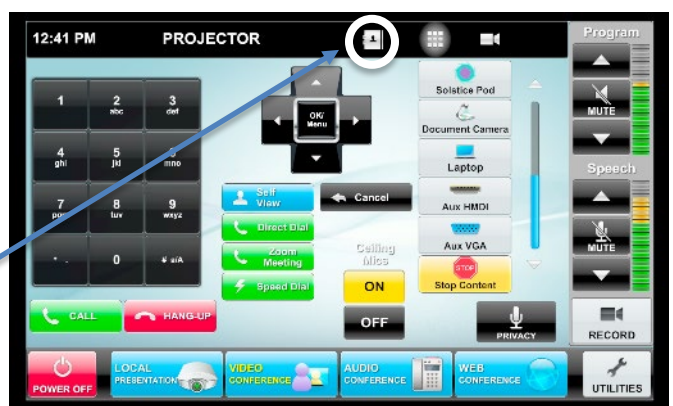 12:41 PM
PROJECTOR
Program
1
2
abc
3
def
4
ghi
5
jkl
6
mno
7
8
tuv
9
wxyz
0
OK/
Menu
Self
View
Direct Dial
Zoom
Meeting
Speed Dial
Cancel
Ceiling
Mics
ON
OFF
Solstice Pod
Document Camera
Laptop
Aux HMDI
Aux VGA
STOP
Stop Content
PRIVACY
MUTE
Speech
MUTE
RECORD
CALL
HANG-UP
POWER OFF
LOCAL
PRESENTATION
VIDEO
CONFERENCE
AUDIO
CONFERENCE
WEB
CONFERENCE
UTILITIES